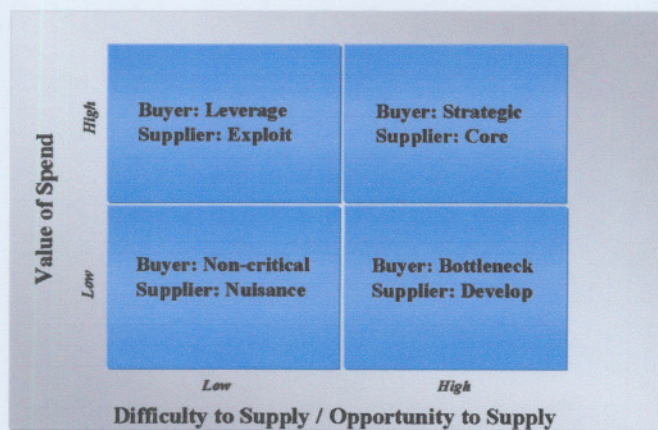 Value of Spend
High
Low
Buyer: Leverage
Supplier: Exploit
Buyer: Strategic
Supplier: Core
Buyer: Non-critical
Supplier: Nuisance
Buyer: Bottleneck
Supplier: Develop
Low
High
Difficulty to Supply / Opportunity to Supply